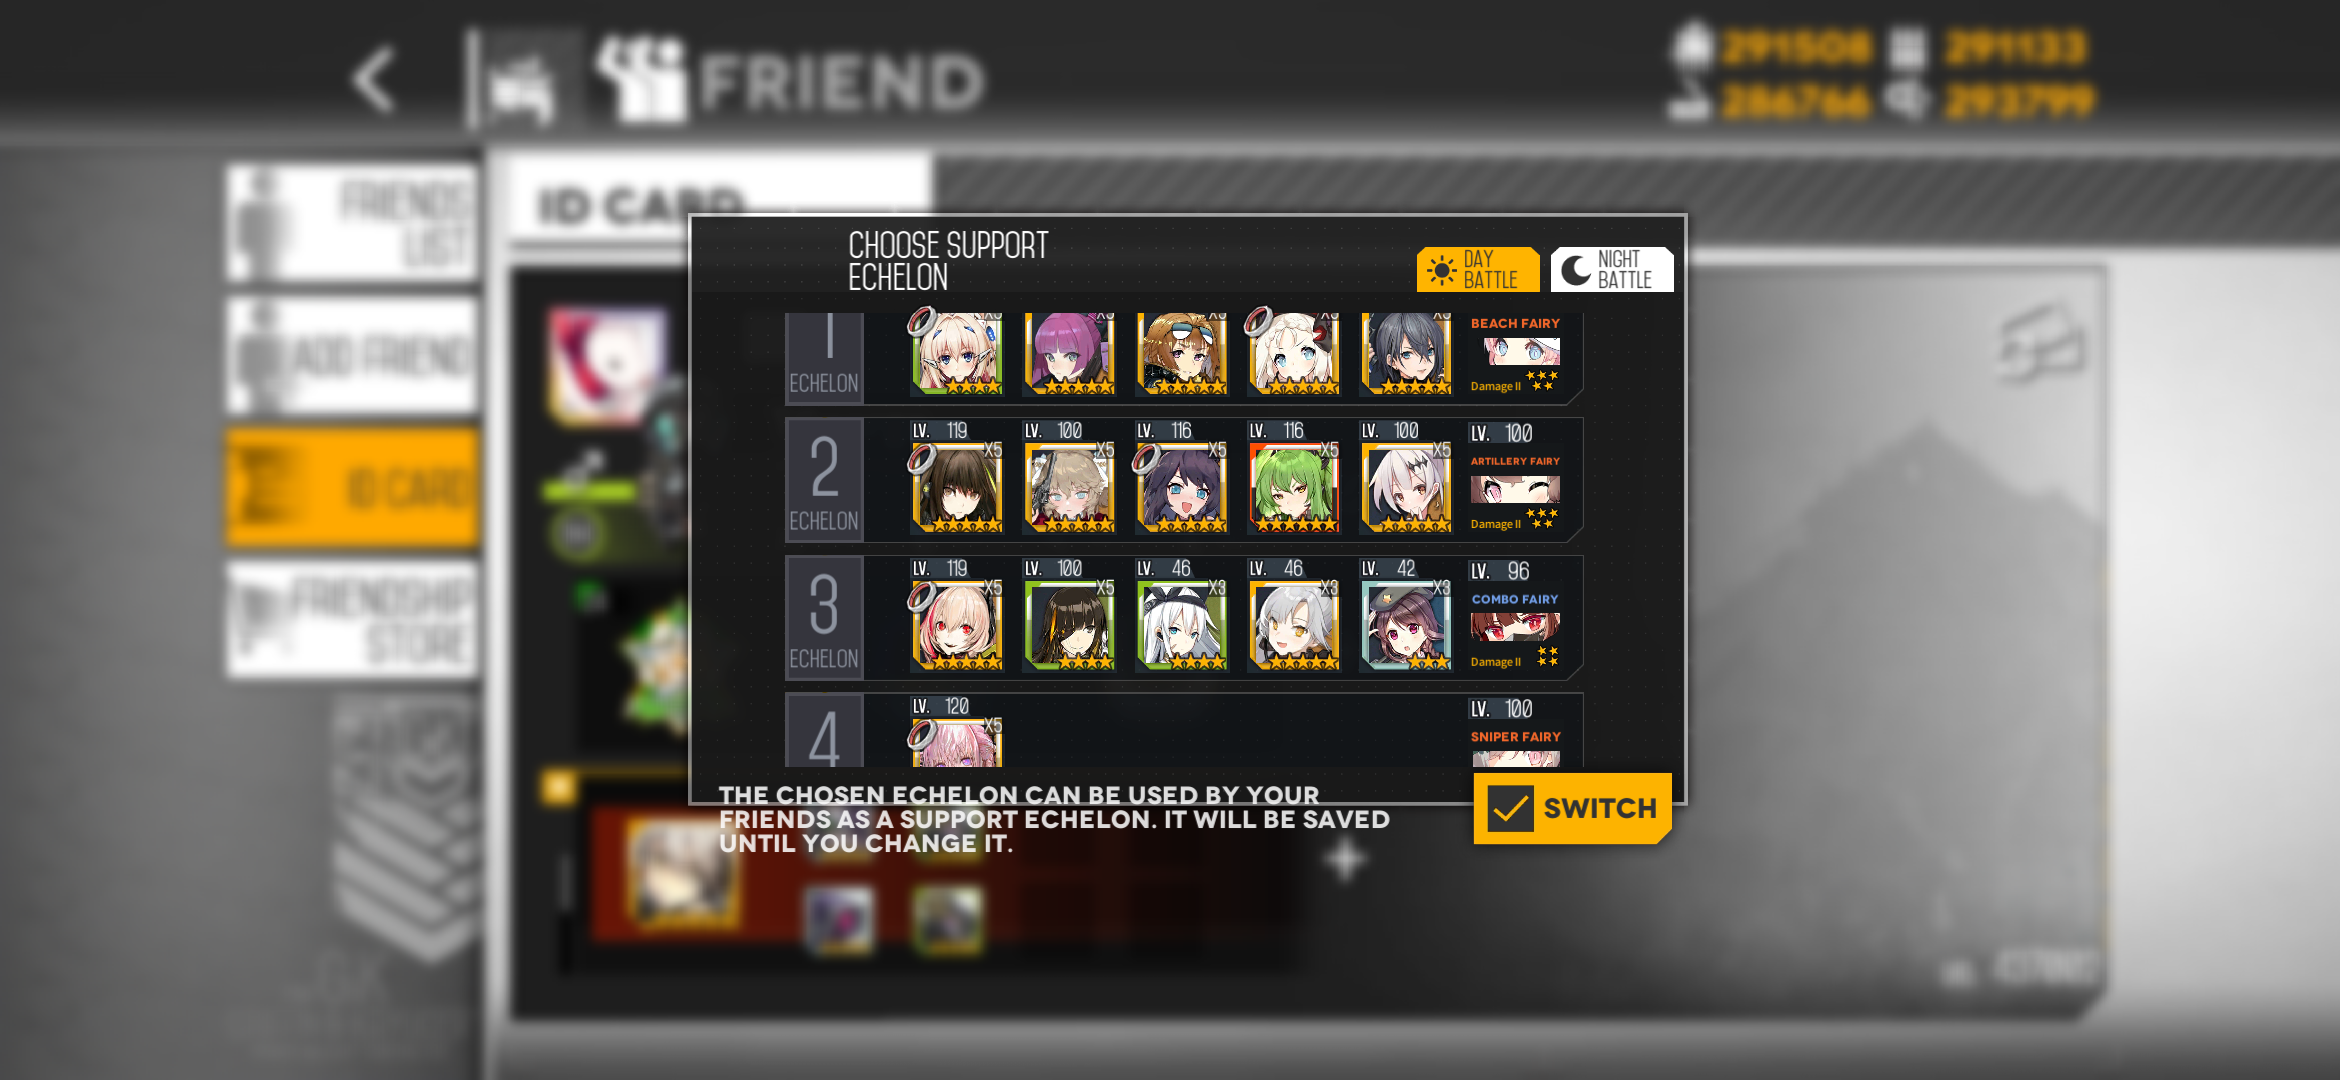 FRIEND
291508
291133
286766
293799
FRIENDS
LIST
ADD FRIEND
ID CARD
FRIENDSHIP
STORE
ID CARD
CHOOSE SUPPORT
ECHELON
DAY
BATTLE
NIGHT
BATTLE
1
ECHELON
BEACH FAIRY
Damage II
2
ECHELON
LV. 119
X5
LV. 100
X5
LV. 116
X5
LV. 116
X5
LV. 100
X5
LV. 100
ARTILLERY FAIRY
Damage II
3
ECHELON
LV. 119
X5
LV. 100
X5
LV. 46
X3
LV. 46
X3
LV. 42
X3
LV. 96
COMBO FAIRY
Damage II
4
LV. 120
X5
LV. 100
SNIPER FAIRY
THE CHOSEN ECHELON CAN BE USED BY YOUR
FRIENDS AS A SUPPORT ECHELON. IT WILL BE SAVED
UNTIL YOU CHANGE IT.
SWITCH